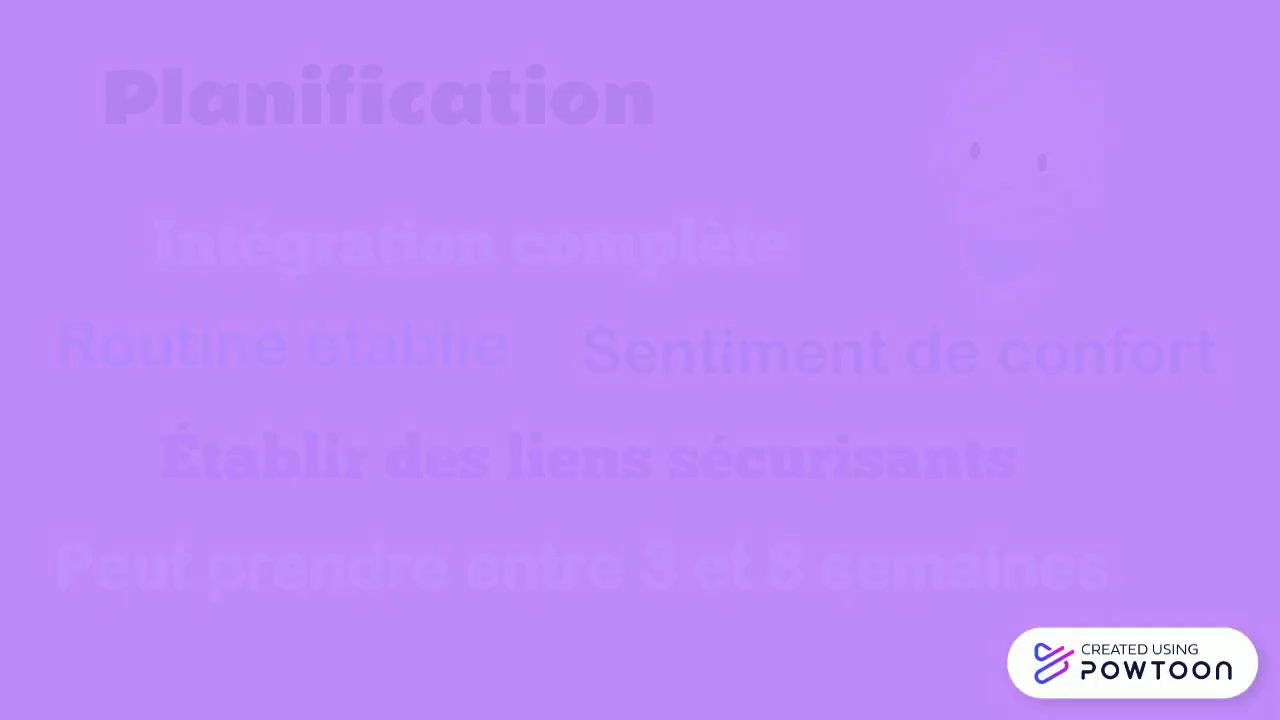 Planification
Intégration complète
Routine établie
Sentiment de confort
Établir des liens sécurisants
Peut prendre entre 3 et 8 semaines
CREATED USING
POWTOON